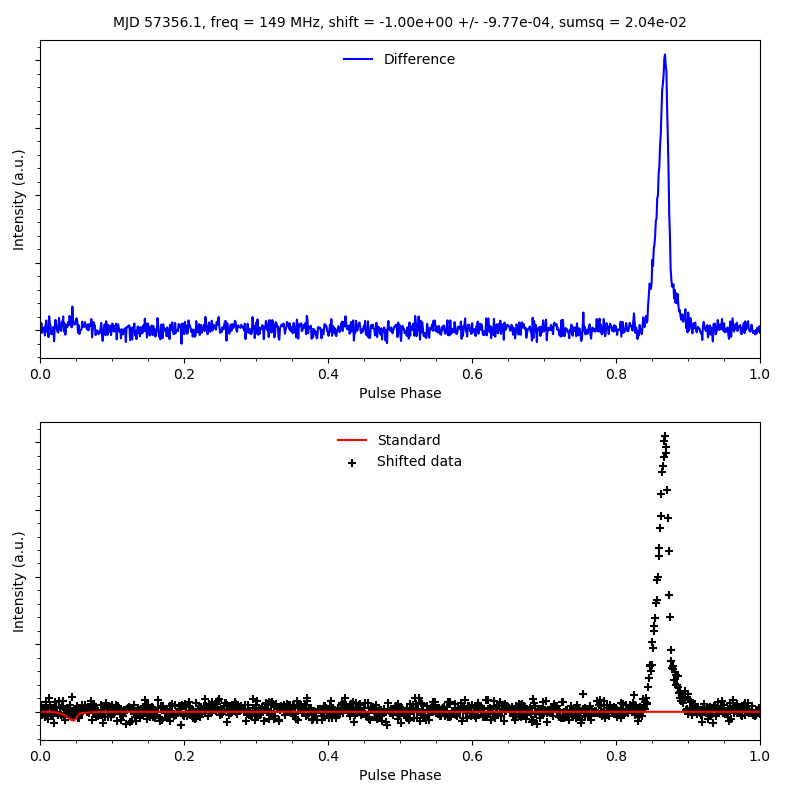 MJD 57356.1, freq = 149 MHz, shift = -1.00e+00 +/- -9.77e-04, sumsq = 2.04e-02
Difference
Intensity (a.u.)
0.0 0.2 0.4 0.6 0.8 1.0
Pulse Phase
Standard
Shifted data
Intensity (a.u.)
0.0 0.2 0.4 0.6 0.8 1.0
Pulse Phase